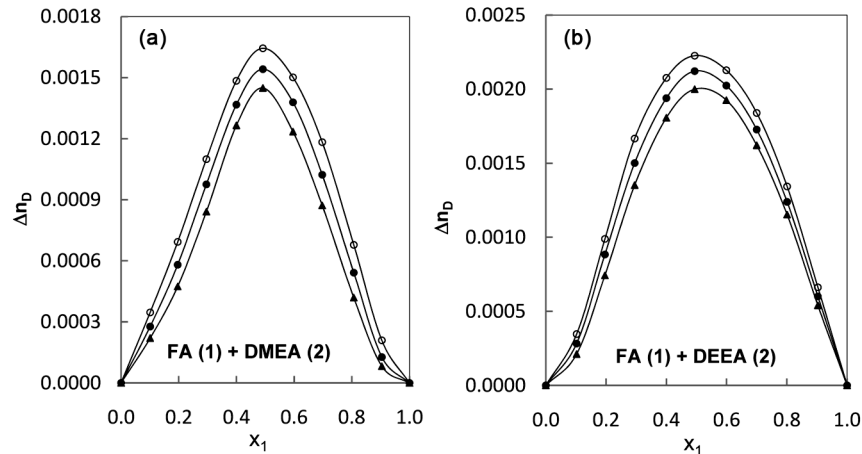 (a)
0.0018
0.0015
0.0012
0.0009
0.0006
0.0003
0.0000
ΔnD
FA (1) + DMEA (2)
0.0 0.2 0.4 0.6 0.8 1.0
x1
(b)
0.0025
0.0020
0.0015
0.0010
0.0005
0.0000
ΔnD
FA (1) + DEEA (2)
0.0 0.2 0.4 0.6 0.8 1.0
x1